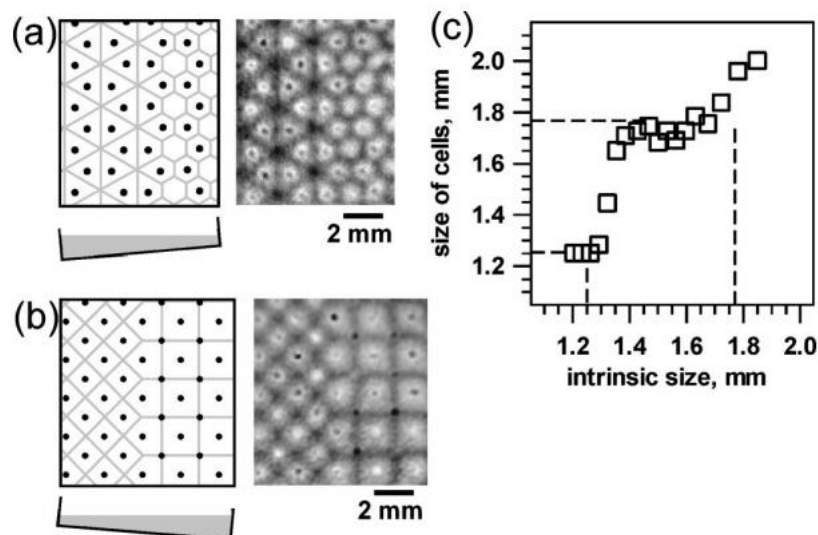 (a)
2 mm
(b)
2 mm
(c)
size of cells, mm
2.0
1.8
1.6
1.4
1.2
1.2 1.4 1.6 1.8 2.0
intrinsic size, mm